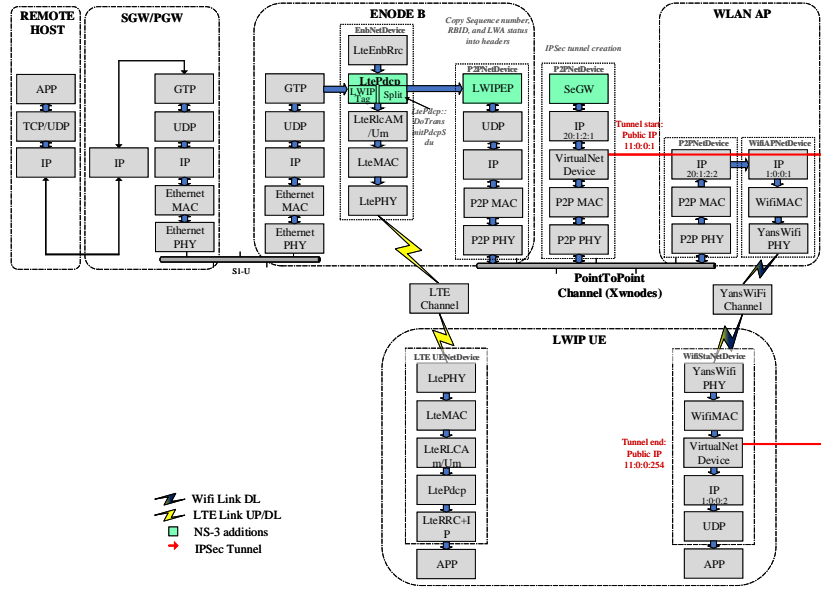 REMOTE
HOST
APP
TCP/UDP
IP
SGW/PGW
GTP
UDP
IP
IP
Ethernet
MAC
Ethernet
PHY
S1-U
ENODE B
GTP
UDP
IP
Ethernet
MAC
Ethernet
PHY
EnbNetDevice
LteEnbRrc
LtePdcp
LWIP
Tag
Split
LteRlcAM
/Um
LteMAC
LtePHY
LtePdcp::
DoTrans
mitPdcpS
du
Copy Sequence number,
RBID, and LWA status
into headers
P2PNetDevice
LWIPEP
UDP
IP
P2P MAC
P2P PHY
IPSec tunnel creation
P2PNetDevice
SeGW
IP
20:1:2:1
VirtualNet
Device
P2P MAC
P2P PHY
Tunnel start:
Public IP
11:0:0:1
WLAN AP
P2PNetDevice
IP
20:1:2:2
P2P MAC
P2P PHY
WifiAPNetDevice
IP
1:0:0:1
WifiMAC
YansWifi
PHY
PointToPoint
Channel (Xwnodes)
LTE
Channel
YansWiFi
Channel
LWIP UE
LTE UENetDevice
LtePHY
LteMAC
LteRLCA
m/Um
LtePdcp
LteRRC+I
P
APP
WifiStaNetDevice
YansWifi
PHY
WifiMAC
VirtualNet
Device
IP
1:0:0:2
UDP
APP
Tunnel end:
Public IP
11:0:0:254
Wifi Link DL
LTE Link UP/DL
NS-3 additions
IPSec Tunnel